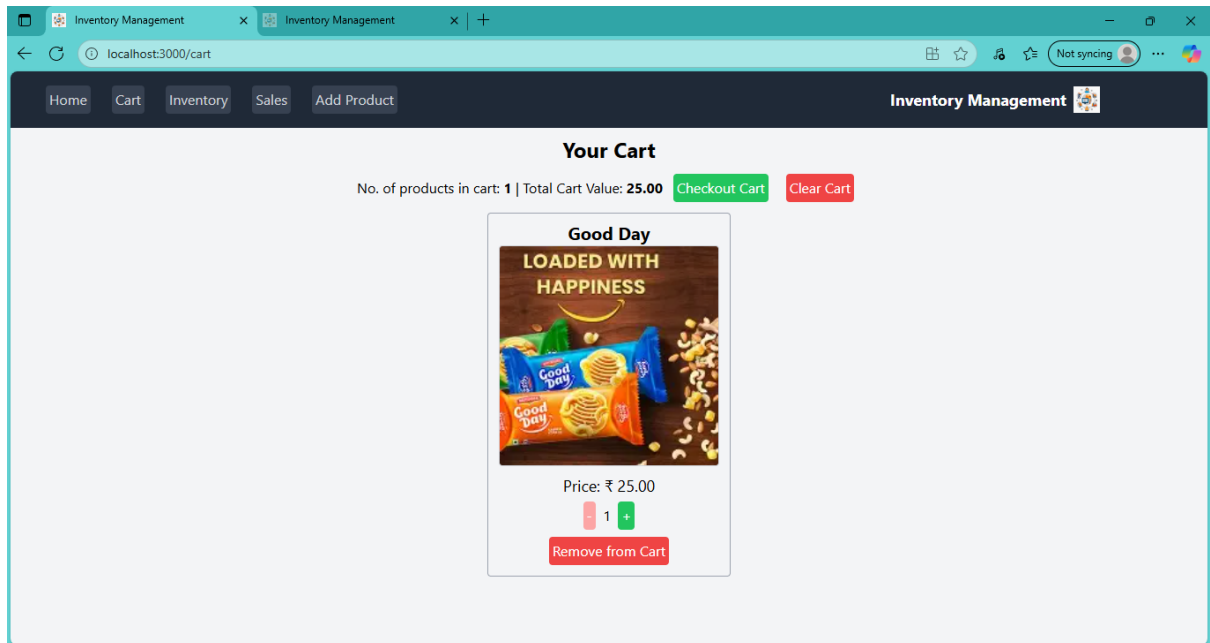 Inventory Management
Inventory Management
localhost:3000/cart
Not syncing
Home Cart Inventory Sales Add Product
Inventory Management
Your Cart
No. of products in cart: 1 | Total Cart Value: 25.00 Checkout Cart Clear Cart
Good Day
LOADED WITH
HAPPINESS
Good
Day
Good
Day
Price: ₹ 25.00
- 1 +
Remove from Cart